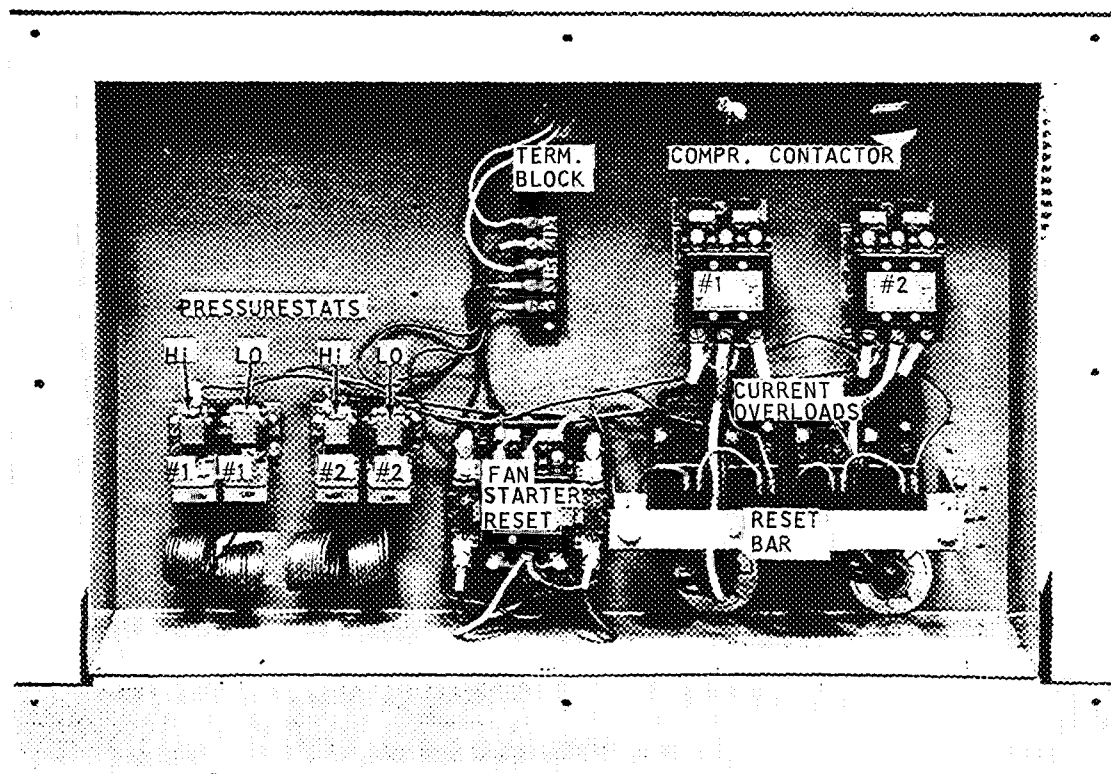 TERM.
BLOCK
COMPR. CONTACTOR
#1
#2
PRESSURESTATS
HI
LO
HI
LO
CURRENT
OVERLOADS
#1
#1
#2
#2
FAN
STARTER
RESET
RESET
BAR